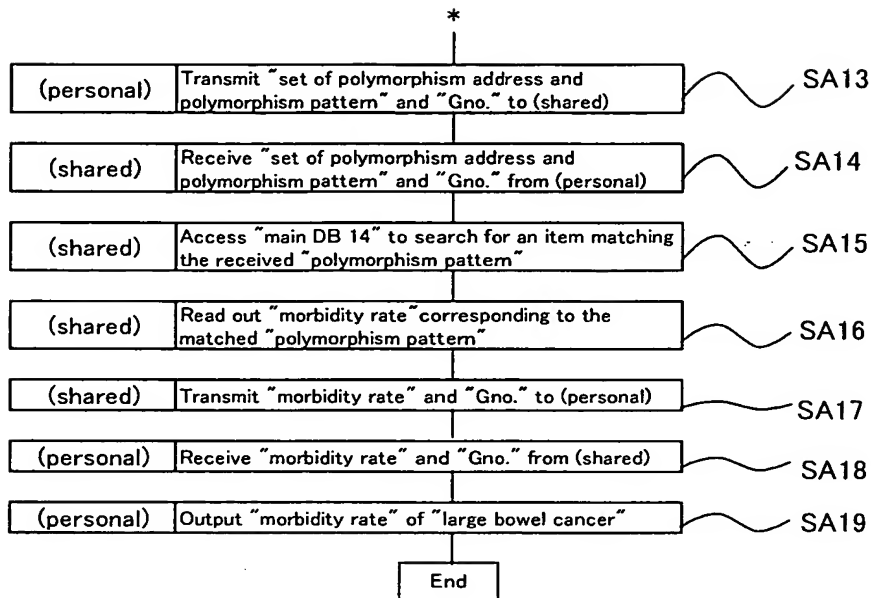 *
(personal) Transmit "set of polymorphism address and
polymorphism pattern" and "Gno." to (shared) SA13
(shared) Receive "set of polymorphism address and
polymorphism pattern" and "Gno." from (personal) SA14
(shared) Access "main DB 14" to search for an item matching
the received "polymorphism pattern" SA15
(shared) Read out "morbidity rate"corresponding to the
matched "polymorphism pattern" SA16
(shared) Transmit "morbidity rate" and "Gno." to (personal) SA17
(personal) Receive "morbidity rate" and "Gno." from (shared) SA18
(personal) Output "morbidity rate" of "large bowel cancer" SA19
End